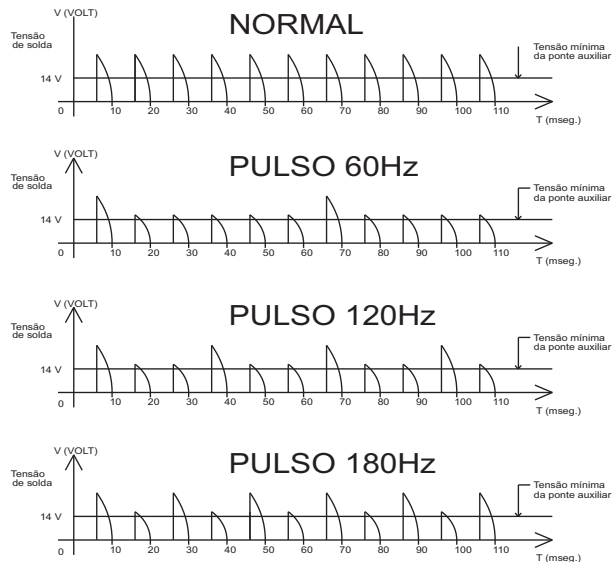 V (VOLT)
NORMAL
Tensão
de solda
Tensão mínima
da ponte auxiliar
14 V
0
10 20 30 40 50 60 70 80 90 100 110
T (mseg.)
V (VOLT)
PULSO 60Hz
Tensão
de solda
Tensão mínima
da ponte auxiliar
14 V
0
10 20 30 40 50 60 70 80 90 100 110
T (mseg.)
V (VOLT)
PULSO 120Hz
Tensão
de solda
Tensão mínima
da ponte auxiliar
14 V
0
10 20 30 40 50 60 70 80 90 100 110
T (mseg.)
V (VOLT)
PULSO 180Hz
Tensão
de solda
Tensão mínima
da ponte auxiliar
14 V
0
10 20 30 40 50 60 70 80 90 100 110
T (mseg.)